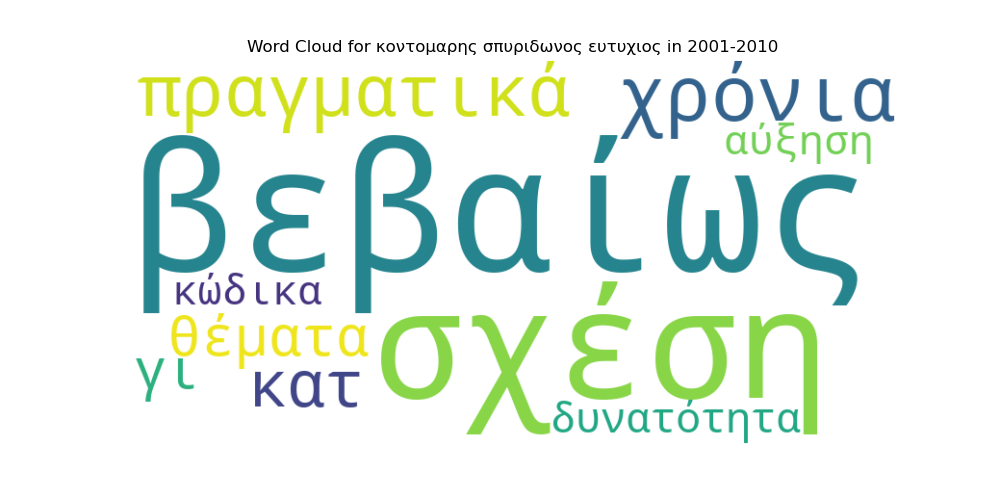 Word Cloud for κοντομαρης σπυριδωνος ευτυχιος in 2001-2010
πραγματικά
χρόνια
αύξηση
βεβαίως
κώδικα
θέματα
σχέση
γι
κατ
δυνατότητα